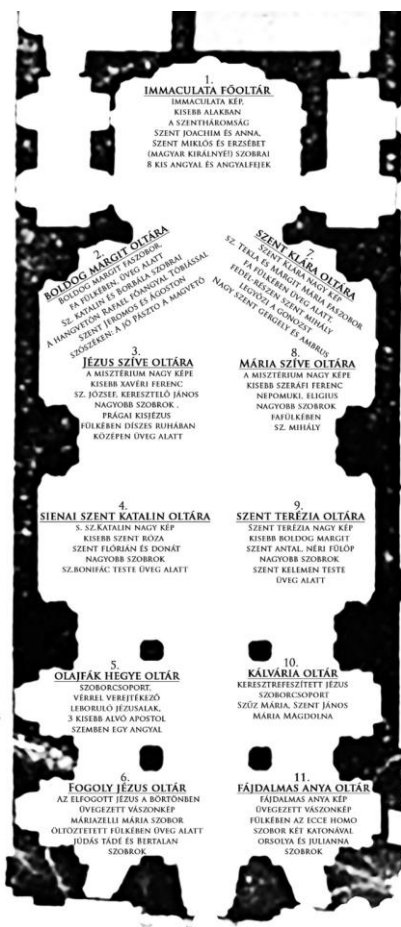 1.
IMMACULATA FŐOLTÁR
IMMACULATA KÉP,
KISEBB ALAKBAN
A SZENTHÁROMSÁG
SZENT JOACHIM ÉS ANNA,
SZENT MIKLÓS ÉS ERZSÉBET
(MAGYAR KIRÁLYNÉ!) SZOBRAI
8 KIS ANGYAL ÉS ANGYALFEJEK
2.
BOLDOG MARGIT OLTÁRA
BOLDOG MARGIT FASZOBOR,
FA FÜLKÉBEN, ÜVEG ALATT
SZ. KATALIN ÉS BORBÁLA SZOBRAI
A HANGVETŐN RAFAEL FŐANGYAL TÓBIÁSSAL
SZENT JEROMOS ÉS ÁGOSTON
SZÓSZÉKEN: A JÓ PÁSZTO A MAGVETŐ
3.
JÉZUS SZÍVE OLTÁRA
A MISZTÉRIUM NAGY KÉPE
KISEBB XAVÉRI FERENC
SZ. JÓZSEF, KERESZTELŐ JÁNOS
NAGYOBB SZOBROK ,
PRÁGAI KISJÉZUS
FÜLKÉBEN DÍSZES RUHÁBAN
KÖZÉPEN ÜVEG ALATT
4.
SIENAI SZENT KATALIN OLTÁRA
S. SZ.KATALIN NAGY KÉP
KISEBB SZENT RÓZA
SZENT FLÓRIÁN ÉS DONÁT
NAGYOBB SZOBROK
SZ.BONIFÁC TESTE ÜVEG ALATT
5.
OLAJFÁK HEGYE OLTÁR
SZOBORCSOPORT,
VÉRREL VEREJTÉKEZŐ
LEBORULÓ JÉZUSALAK,
3 KISEBB ALVÓ APOSTOL
SZEMBEN EGY ANGYAL
6.
FOGOLY JÉZUS OLTÁR
AZ ELFOGOTT JÉZUS A BÖRTÖNBEN
ÜVEGEZETT VÁSZONKÉP
MÁRIAZELLI MÁRIA SZOBOR
ÖLTÖZTETETT FÜLKÉBEN ÜVEG ALATT
JÚDÁS TÁDÉ ÉS BERTALAN
SZOBROK
7.
SZENT KLÁRA OLTÁRA
SZENT KLÁRA NAGY KÉP
SZ. TEKLA ÉS MARGIT MÁRIA FASZOBOR
FA FÜLKÉBEN ÜVEG ALATT
FEDÉL RÉSZEN SZENT MIHÁLY
LEGYŐZI A GONOSZT
NAGY SZENT GERGELY ÉS AMBRUS
8.
MÁRIA SZÍVE OLTÁRA
A MISZTÉRIUM NAGY KÉPE
KISEBB SZERÁFI FERENC
NEPOMUKI, ELIGIUS
NAGYOBB SZOBROK
FAFÜLKÉBEN
SZ. MIHÁLY
9.
SZENT TERÉZIA OLTÁRA
SZENT TERÉZIA NAGY KÉP
KISEBB BOLDOG MARGIT
SZENT ANTAL, NÉRI FÜLÖP
NAGYOBB SZOBROK
SZENT KELEMEN TESTE
ÜVEG ALATT
10.
KÁLVÁRIA OLTÁR
KERESZTREFESZÍTETT JÉZUS
SZOBORCSOPORT
SZŰZ MÁRIA, SZENT JÁNOS
MÁRIA MAGDOLNA
11.
FÁJDALMAS ANYA OLTÁR
FÁJDALMAS ANYA KÉP
ÜVEGEZETT VÁSZONKÉP
FÜLKÉBEN AZ ECCE HOMO
SZOBOR KÉT KATONÁVAL
ORSOLYA ÉS JULIANNA
SZOBROK